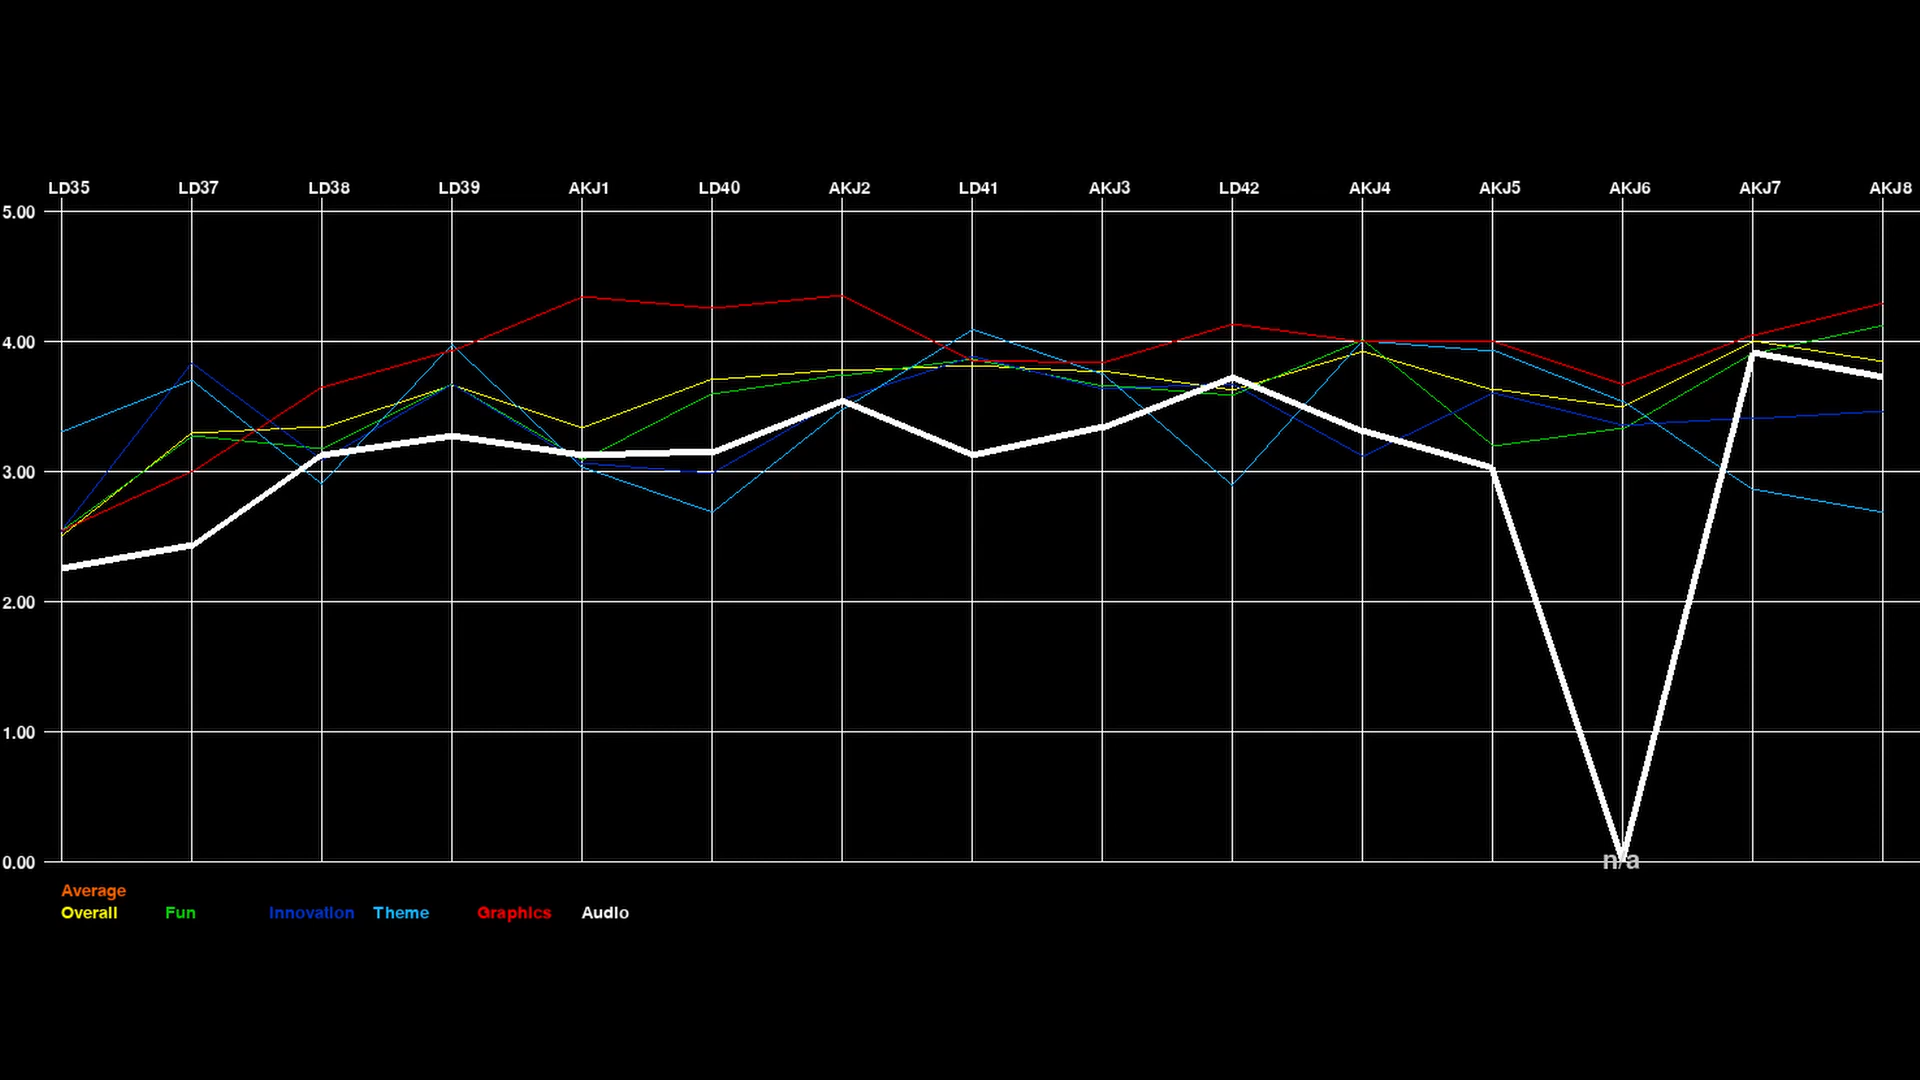 LD35 LD37 LD38 LD39 AKJ1 LD40 AKJ2 LD41 AKJ3 LD42 AKJ4 AKJ5 AKJ6 AKJ7 AKJ8
5.00
4.00
3.00
2.00
1.00
0.00
n/a
Average
Overall Fun Innovation Theme Graphics Audio